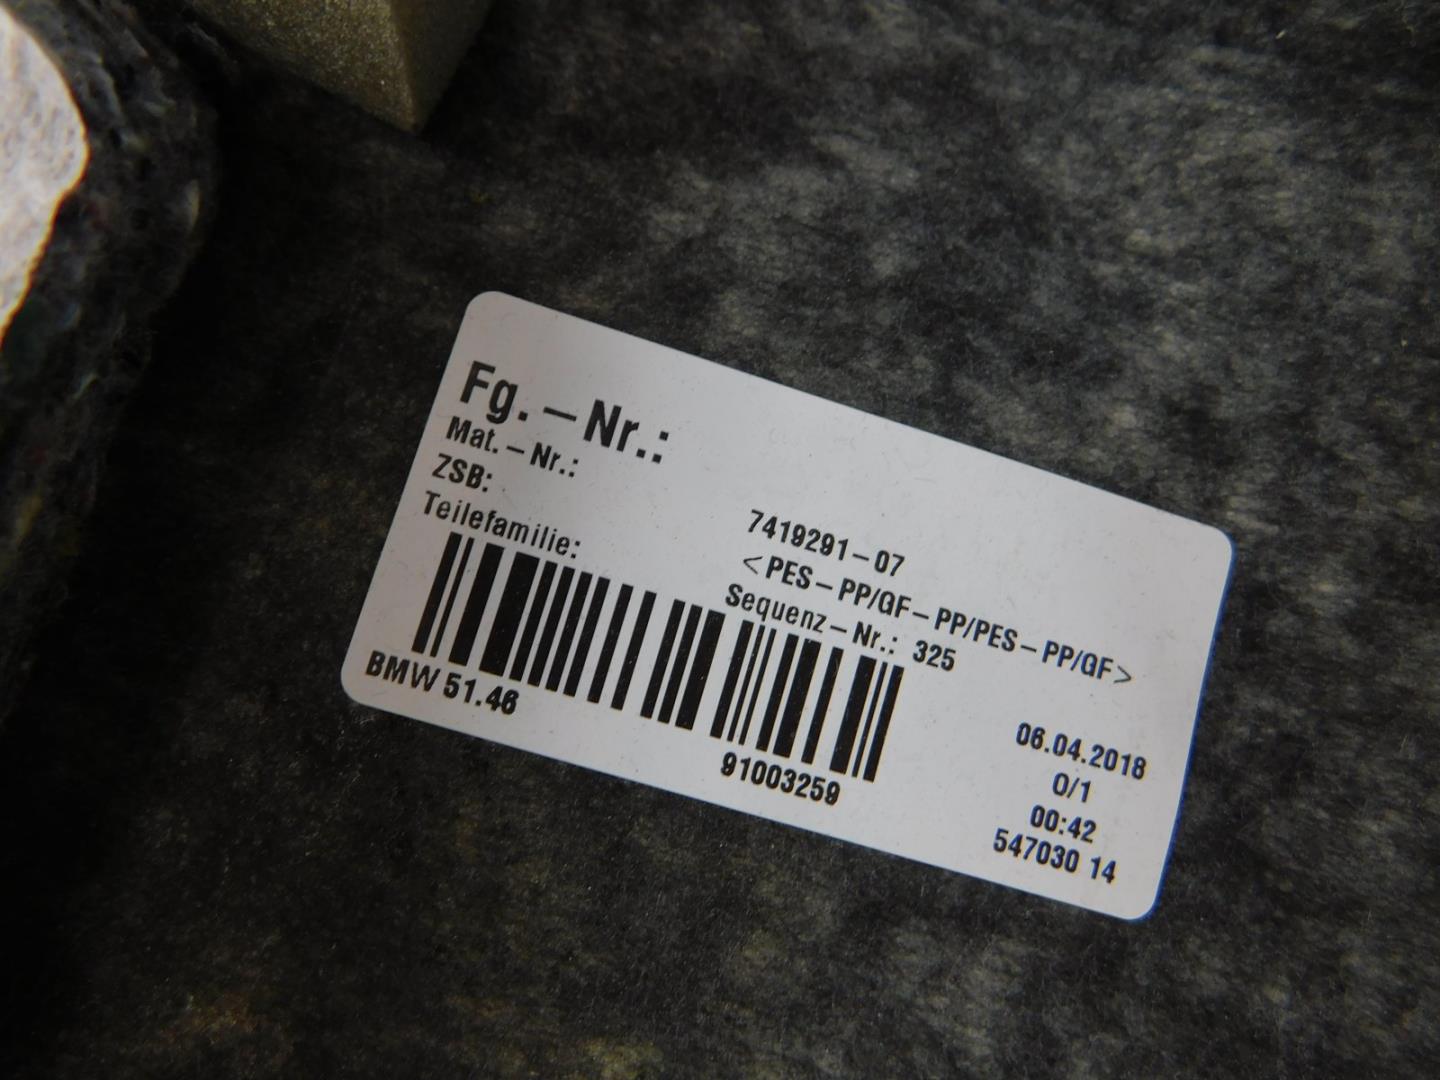 Fg.-Nr.:
Mat.-Nr.:
ZSB:
7419291-07
Teilefamilie:
<PES-PP/GF-PP/PES-PP/GF>
Sequenz-Nr.: 325
BMW 51.46
91003259
06.04.2018
0/1
00:42
547030 14